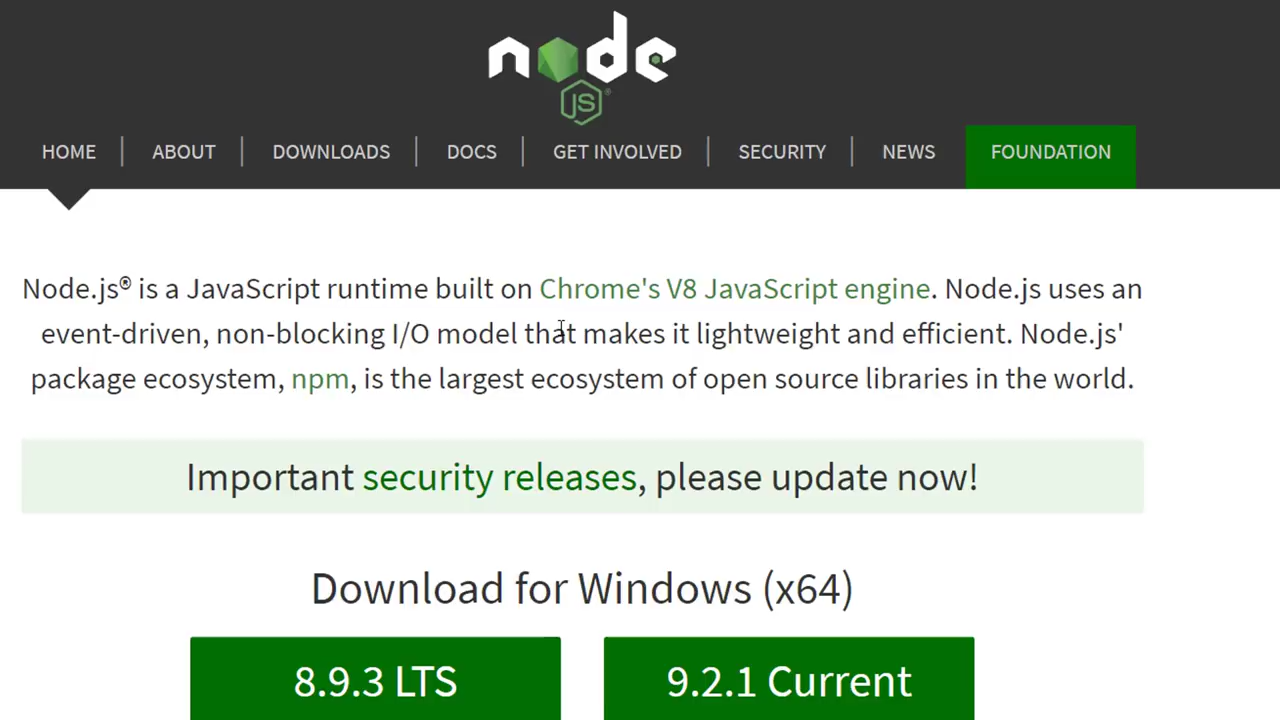 node
JS®
HOME | ABOUT | DOWNLOADS | DOCS | GET INVOLVED | SECURITY | NEWS FOUNDATION
Node.js® is a JavaScript runtime built on Chrome's V8 JavaScript engine. Node.js uses an
event-driven, non-blocking I/O model that makes it lightweight and efficient. Node.js'
package ecosystem, npm, is the largest ecosystem of open source libraries in the world.
Important security releases, please update now!
Download for Windows (x64)
8.9.3 LTS 9.2.1 Current